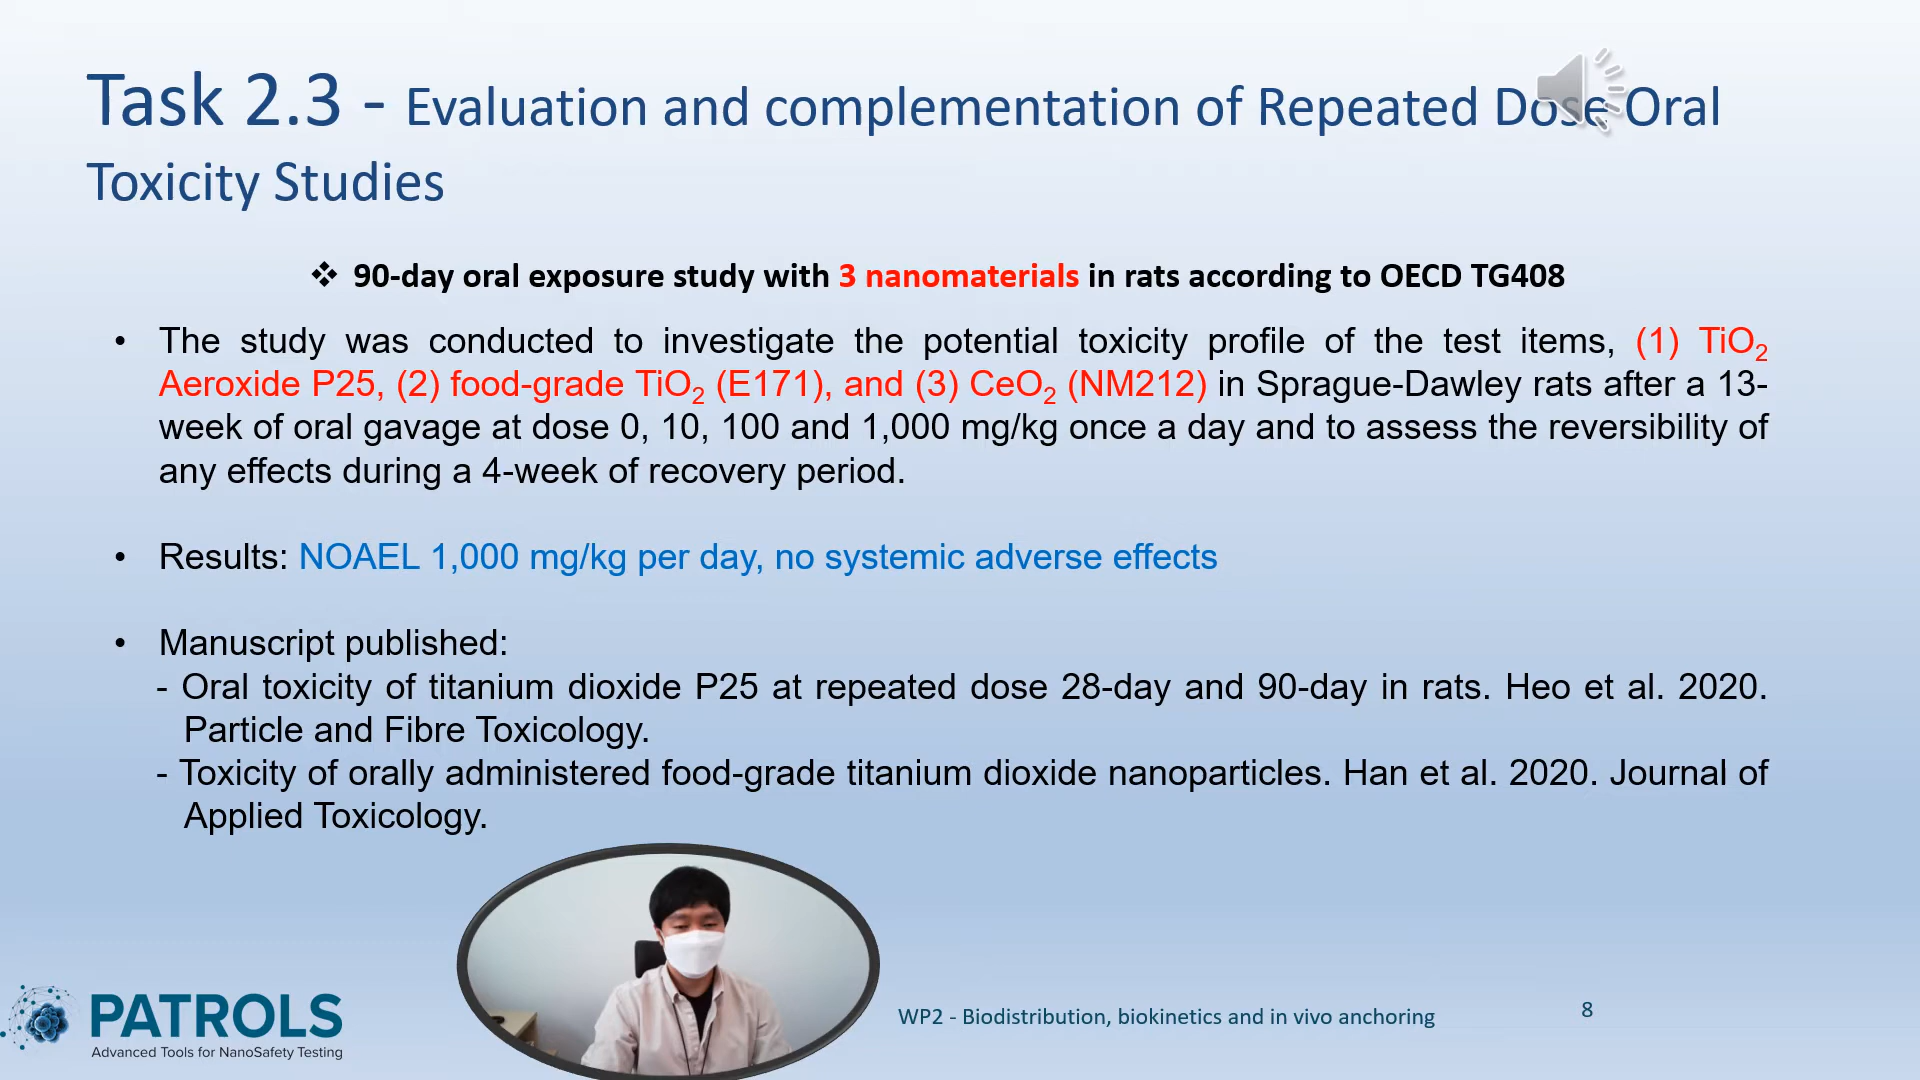 Task 2.3 - Evaluation and complementation of Repeated Dose Oral
Toxicity Studies
❖ 90-day oral exposure study with 3 nanomaterials in rats according to OECD TG408
• The study was conducted to investigate the potential toxicity profile of the test items, (1) TiO₂
Aeroxide P25, (2) food-grade TiO₂ (E171), and (3) CeO₂ (NM212) in Sprague-Dawley rats after a 13-
week of oral gavage at dose 0, 10, 100 and 1,000 mg/kg once a day and to assess the reversibility of
any effects during a 4-week of recovery period.
• Results: NOAEL 1,000 mg/kg per day, no systemic adverse effects
• Manuscript published:
- Oral toxicity of titanium dioxide P25 at repeated dose 28-day and 90-day in rats. Heo et al. 2020.
Particle and Fibre Toxicology.
- Toxicity of orally administered food-grade titanium dioxide nanoparticles. Han et al. 2020. Journal of
Applied Toxicology.
PATROLS
Advanced Tools for NanoSafety Testing
WP2 - Biodistribution, biokinetics and in vivo anchoring
8